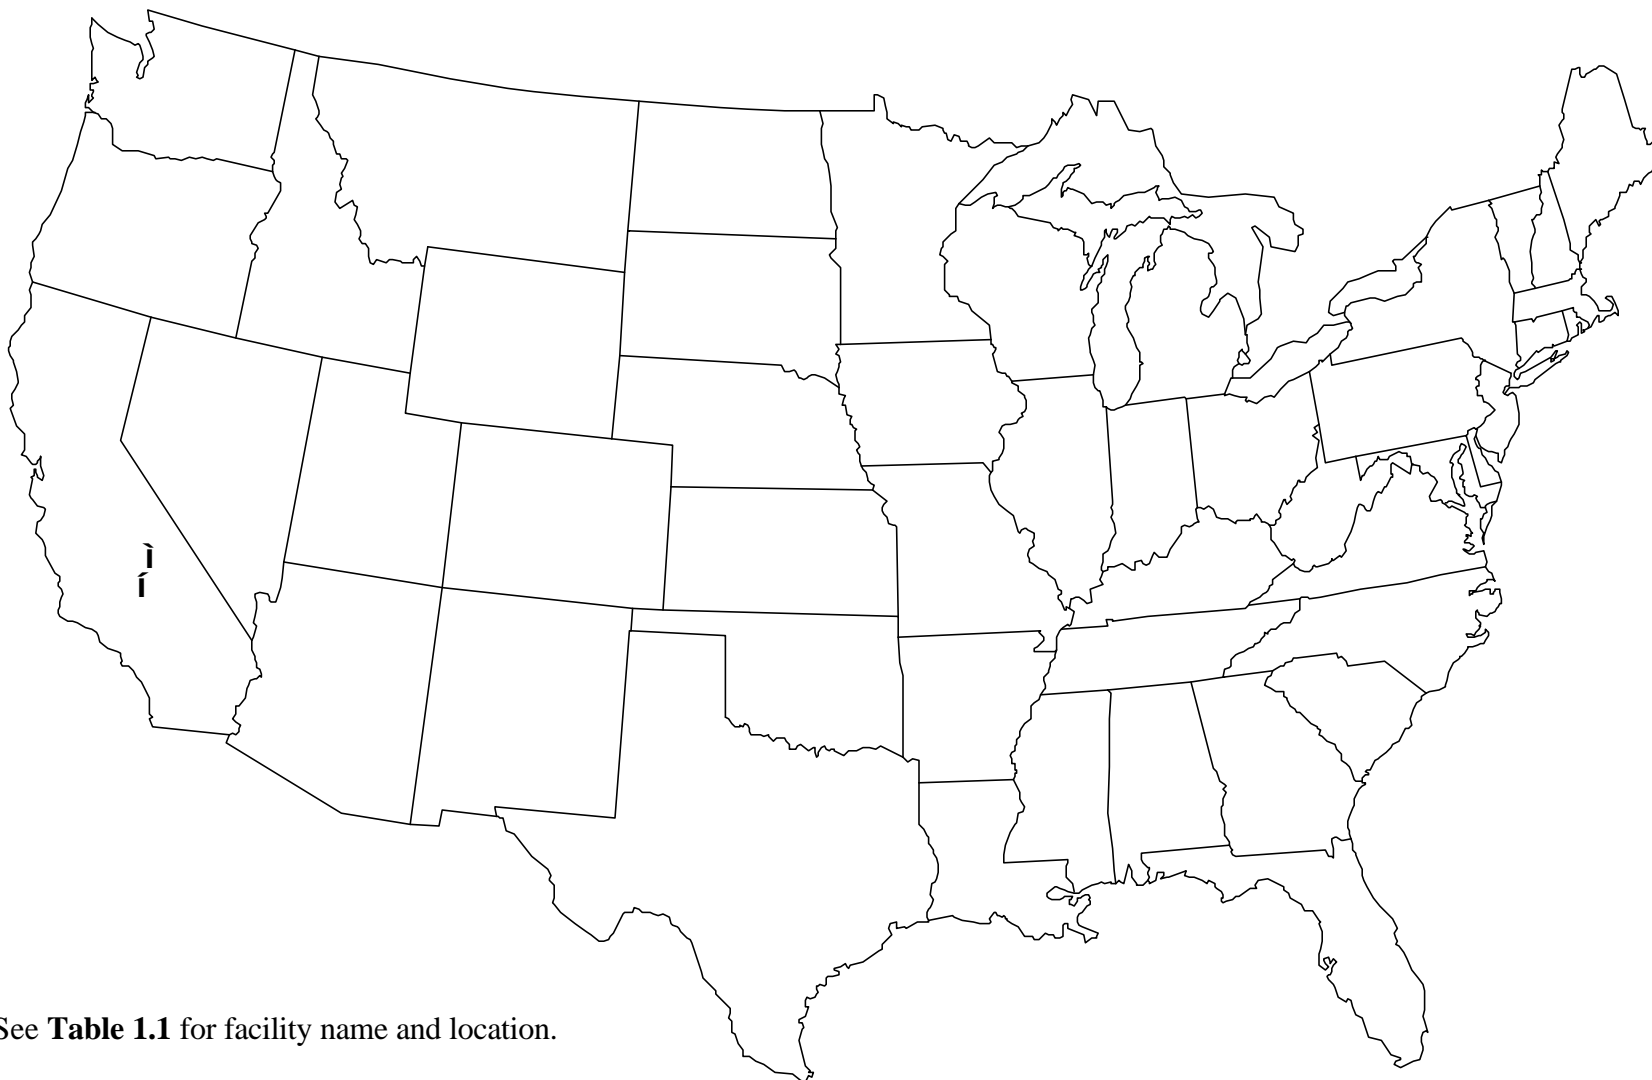 Ì
Í
See Table 1.1 for facility name and location.